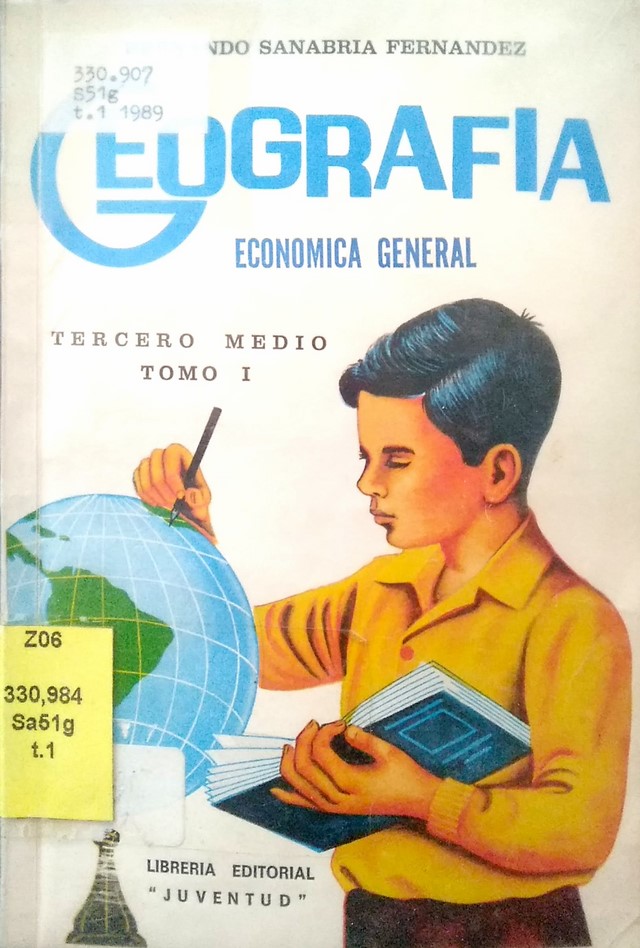 NDO SANABRIA FERNANDEZ
330.907
S51g
t.1 1989
GEOGRAFIA
ECONOMICA GENERAL
TERCERO MEDIO
TOMO I
Z06
330,984
Sa51g
t.1
LIBRERIA EDITORIAL
"JUVENTUD"